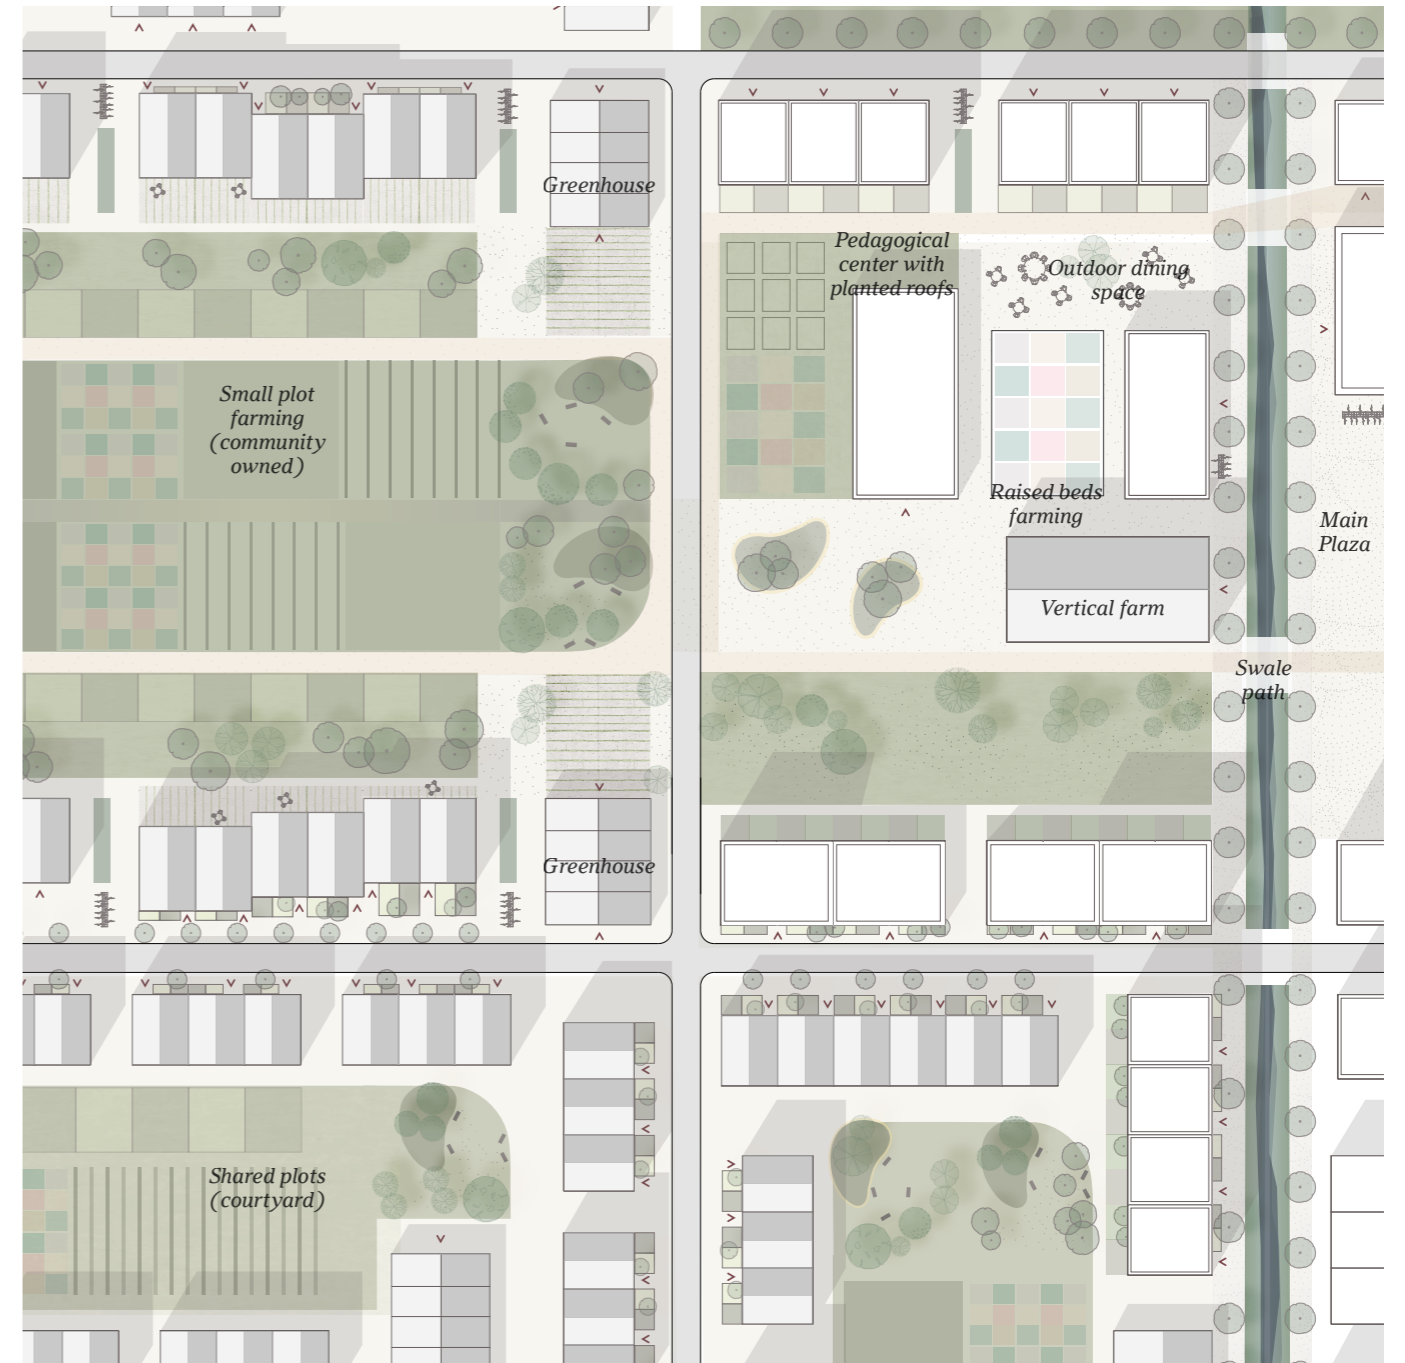 Greenhouse
Pedagogical
center with
planted roofs
Outdoor dining
space
Small plot
farming
(community
owned)
Raised beds
farming
Main
Plaza
Vertical farm
Swale
path
Greenhouse
Shared plots
(courtyard)